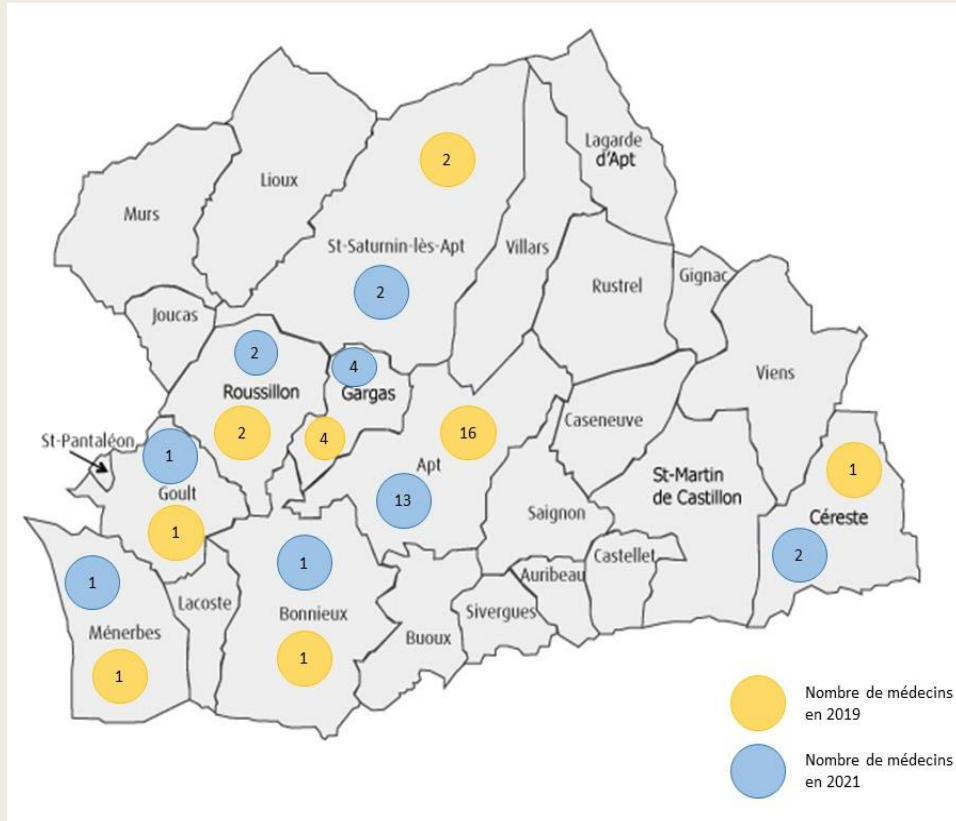 Lagarde
d'Apt
2
Lioux
Murs
St-Saturnin-lès-Apt
Villars
Gignac
Rustrel
2
Joucas
2
4
Viens
Roussillon
Gargas
Caseneuve
2
4
16
St-Pantaléon
1
Apt
1
St-Martin
de Castillon
Goult
13
Saignon
Céreste
1
1
Castellet
2
1
Auribeau
Lacoste
Bonnieux
Sivergues
Ménerbes
Buoux
1
1
Nombre de médecins
en 2019
Nombre de médecins
en 2021